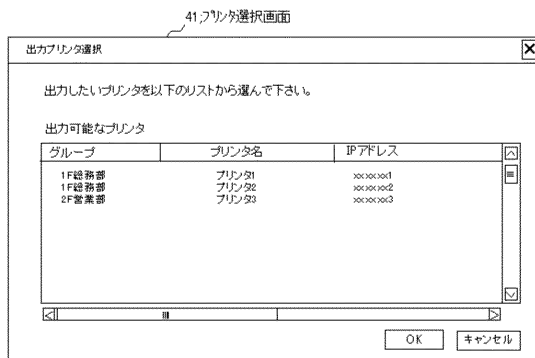 41;プリンタ選択画面
出力プリンタ選択
出力したいプリンタを以下のリストから選んで下さい。
出力可能なプリンタ
グループ プリンタ名 IPアドレス
1F総務部 プリンタ1 xxxxxxx1
1F総務部 プリンタ2 xxxxxxx2
2F営業部 プリンタ3 xxxxxxx3
OK キャンセル